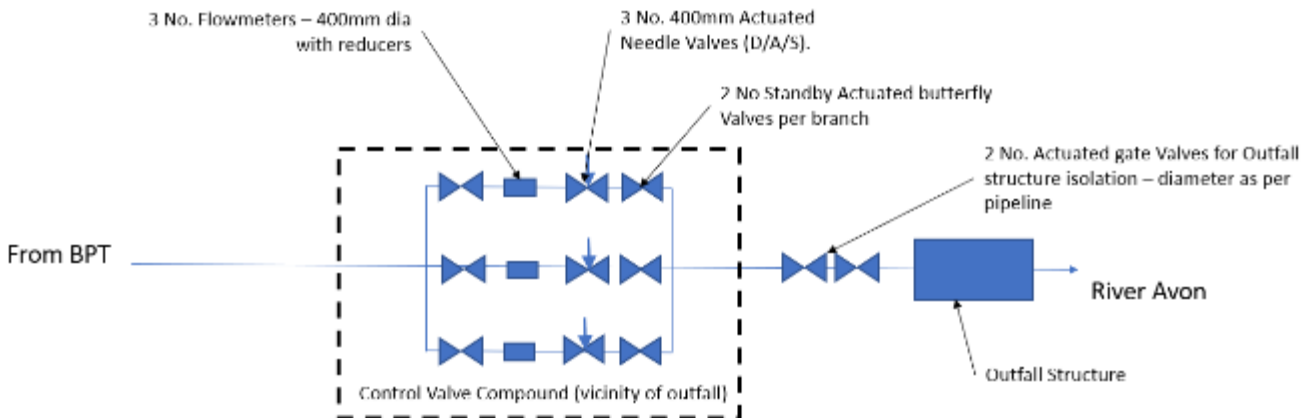 3 No. Flowmeters – 400mm dia
with reducers
3 No. 400mm Actuated
Needle Valves (D/A/S).
2 No Standby Actuated butterfly
Valves per branch
2 No. Actuated gate Valves for Outfall
structure isolation – diameter as per
pipeline
From BPT
River Avon
Outfall Structure
Control Valve Compound (vicinity of outfall)